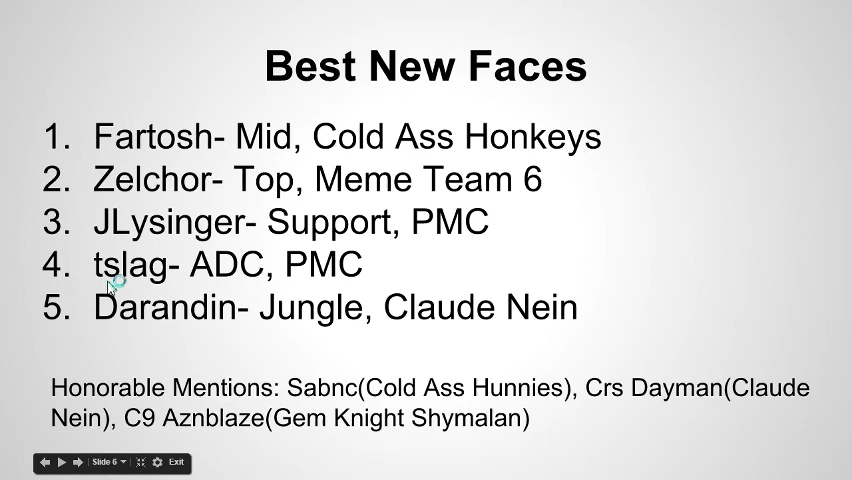 Best New Faces
1. Fartosh- Mid, Cold Ass Honkeys
2. Zelchor- Top, Meme Team 6
3. JLysinger- Support, PMC
4. tslag- ADC, PMC
5. Darandin- Jungle, Claude Nein
Honorable Mentions: Sabnc(Cold Ass Hunnies), Crs Dayman(Claude
Nein), C9 Aznblaze(Gem Knight Shymalan)
Slide 6 Exit